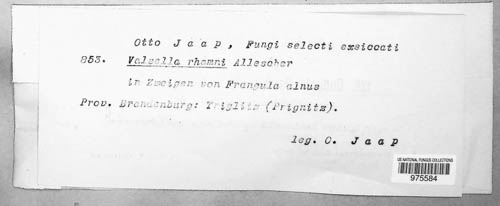 Otto Jaap, Fungi selecti exsiccati
853. Valsella rhamni Allescher
in Zweigen von Frangula alnus
Prov. Brandenburg: Triglitz (Prignitz).
leg. O. Jaap
US NATIONAL FUNGUS COLLECTIONS
975584